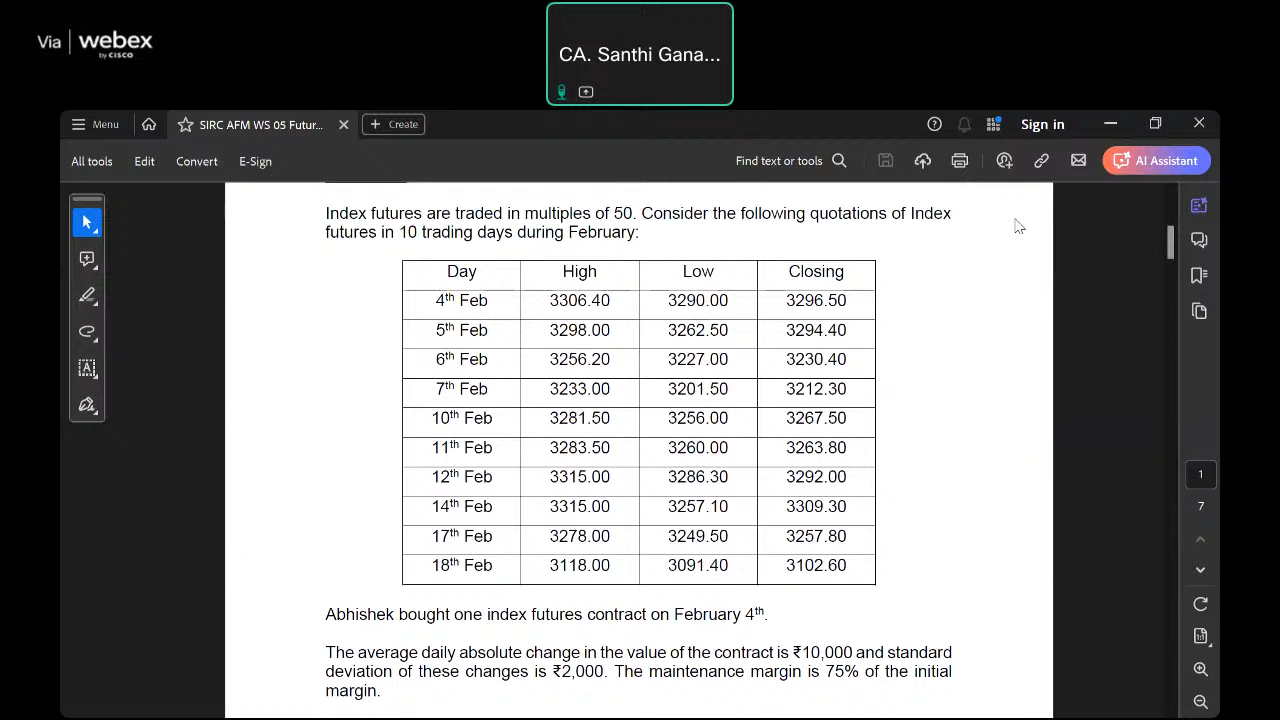 Via webex
by CISCO
CA. Santhi Gana...
Menu
SIRC AFM WS 05 Futur...
Create
Sign in
All tools
Edit
Convert
E-Sign
Find text or tools
AI Assistant
Index futures are traded in multiples of 50. Consider the following quotations of Index
futures in 10 trading days during February:
Day High Low Closing
4th Feb 3306.40 3290.00 3296.50
5th Feb 3298.00 3262.50 3294.40
6th Feb 3256.20 3227.00 3230.40
7th Feb 3233.00 3201.50 3212.30
10th Feb 3281.50 3256.00 3267.50
11th Feb 3283.50 3260.00 3263.80
12th Feb 3315.00 3286.30 3292.00
14th Feb 3315.00 3257.10 3309.30
17th Feb 3278.00 3249.50 3257.80
18th Feb 3118.00 3091.40 3102.60
Abhishek bought one index futures contract on February 4th.
The average daily absolute change in the value of the contract is ₹10,000 and standard
deviation of these changes is ₹2,000. The maintenance margin is 75% of the initial
margin.
1
7
1:1